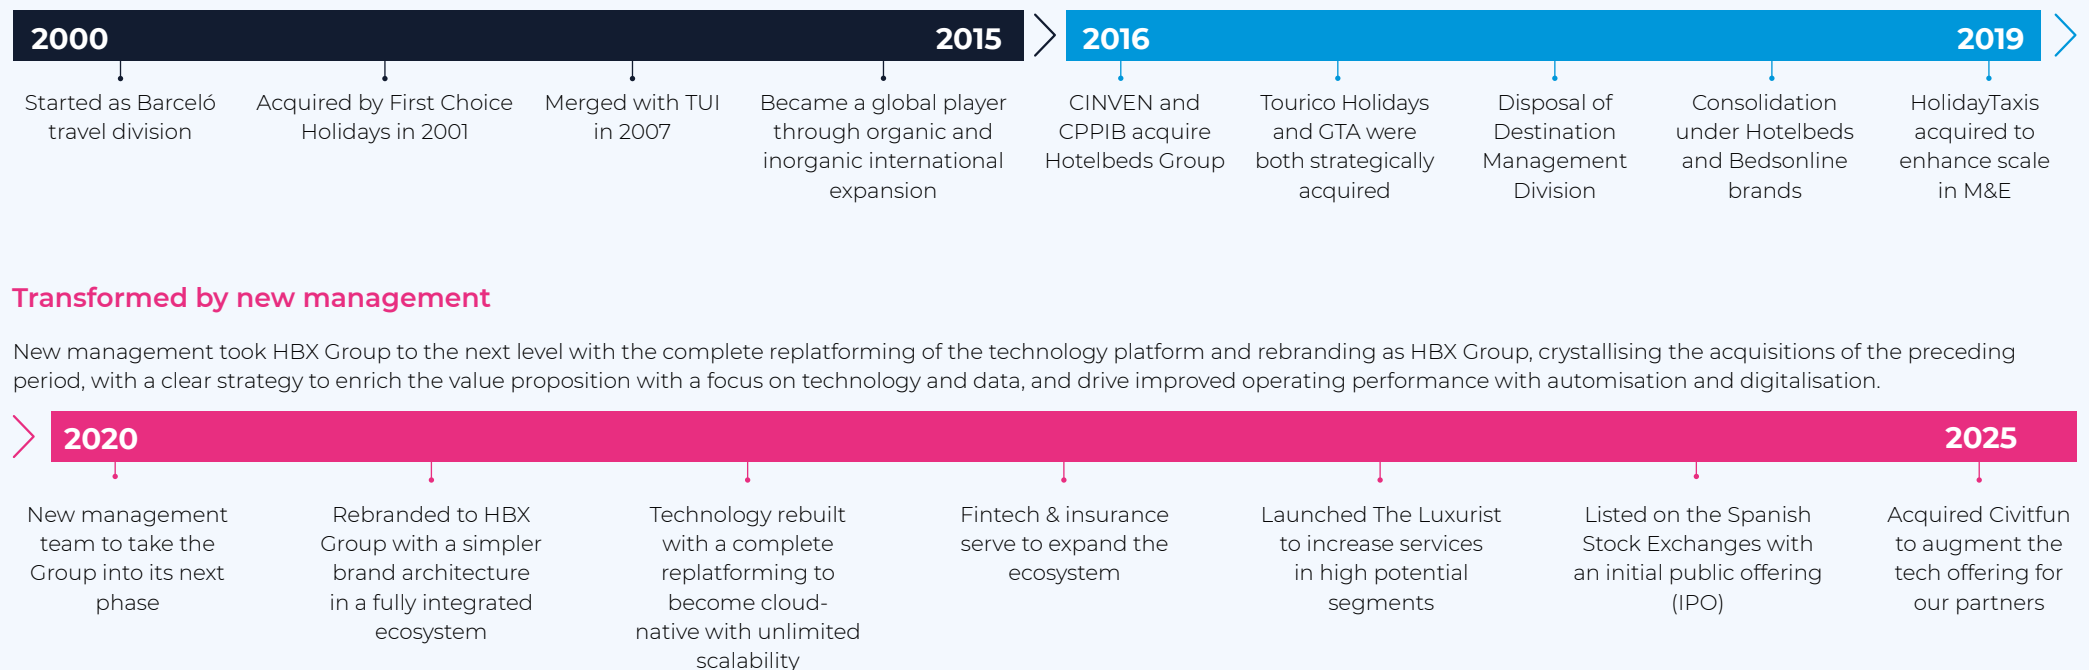 2000
2015
2016
2019
Started as Barceló
travel division
Acquired by First Choice
Holidays in 2001
Merged with TUI
in 2007
Became a global player
through organic and
inorganic international
expansion
CINVEN and
CPPIB acquire
Hotelbeds Group
Tourico Holidays
and GTA were
both strategically
acquired
Disposal of
Destination
Management
Division
Consolidation
under Hotelbeds
and Bedsonline
brands
HolidayTaxis
acquired to
enhance scale
in M&E
Transformed by new management
New management took HBX Group to the next level with the complete replatforming of the technology platform and rebranding as HBX Group, crystallising the acquisitions of the preceding
period, with a clear strategy to enrich the value proposition with a focus on technology and data, and drive improved operating performance with automisation and digitalisation.
2020
2025
New management
team to take the
Group into its next
phase
Rebranded to HBX
Group with a simpler
brand architecture
in a fully integrated
ecosystem
Technology rebuilt
with a complete
replatforming to
become cloud-
native with unlimited
scalability
Fintech & insurance
serve to expand the
ecosystem
Launched The Luxurist
to increase services
in high potential
segments
Listed on the Spanish
Stock Exchanges with
an initial public offering
(IPO)
Acquired Civitfun
to augment the
tech offering for
our partners